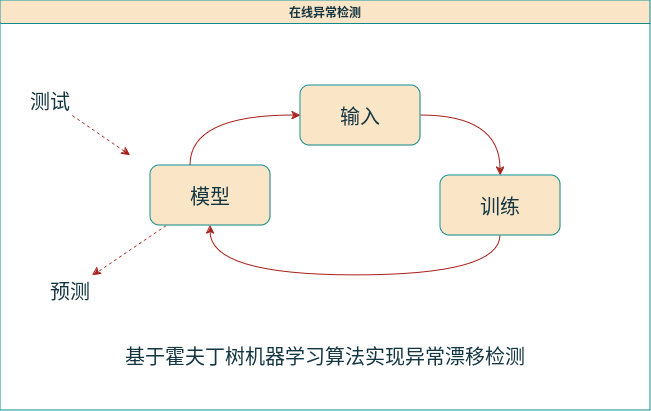 在线异常检测
测试
输入
模型
训练
预测
基于霍夫丁树机器学习算法实现异常漂移检测